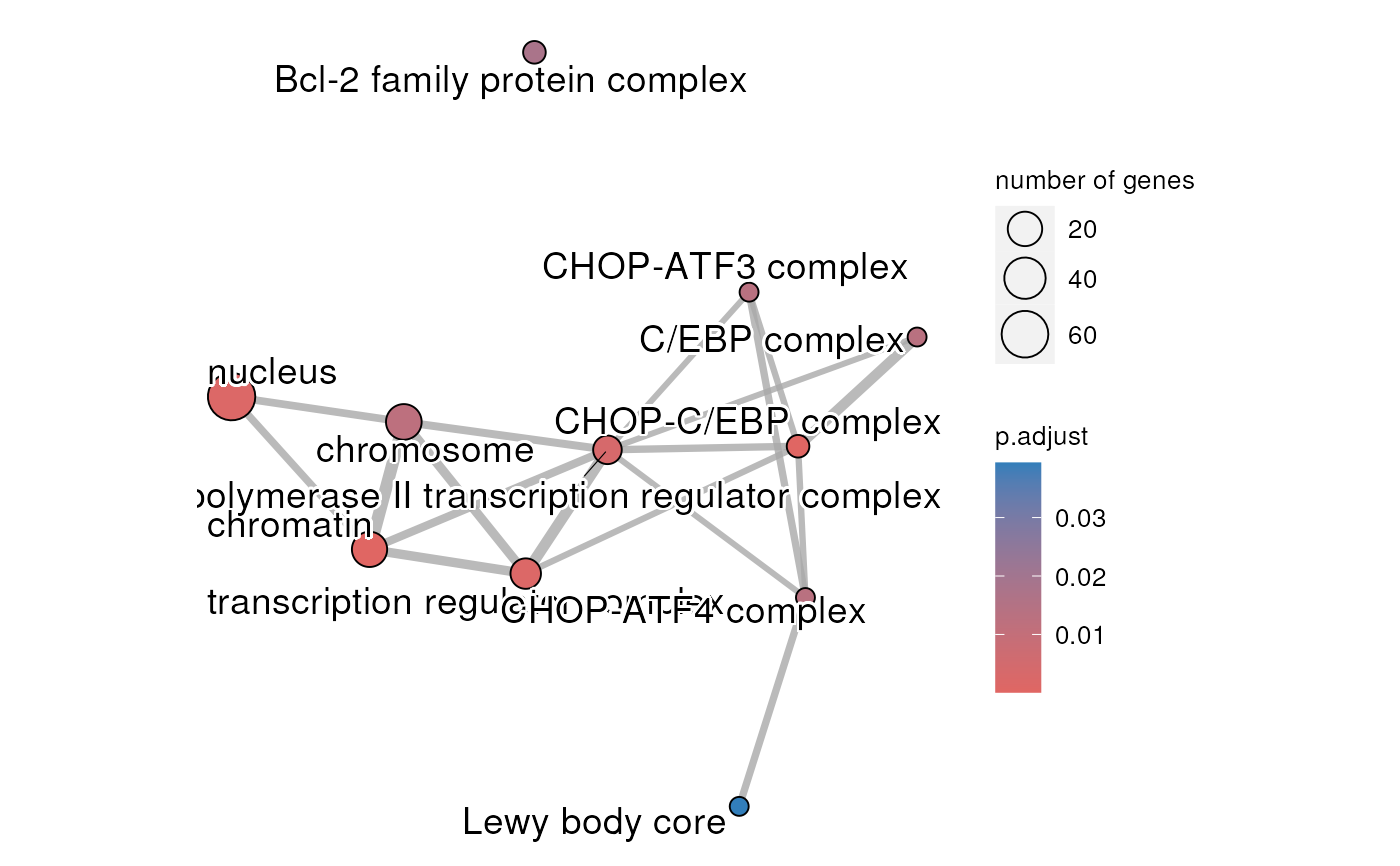 Bcl-2 family protein complex
number of genes
20
40
60
CHOP-ATF3 complex
C/EBP complex
nucleus
CHOP-C/EBP complex
chromosome
polymerase II transcription regulator complex
chromatin
transcription regulator complex
CHOP-ATF4 complex
Lewy body core
p.adjust
0.03
0.02
0.01